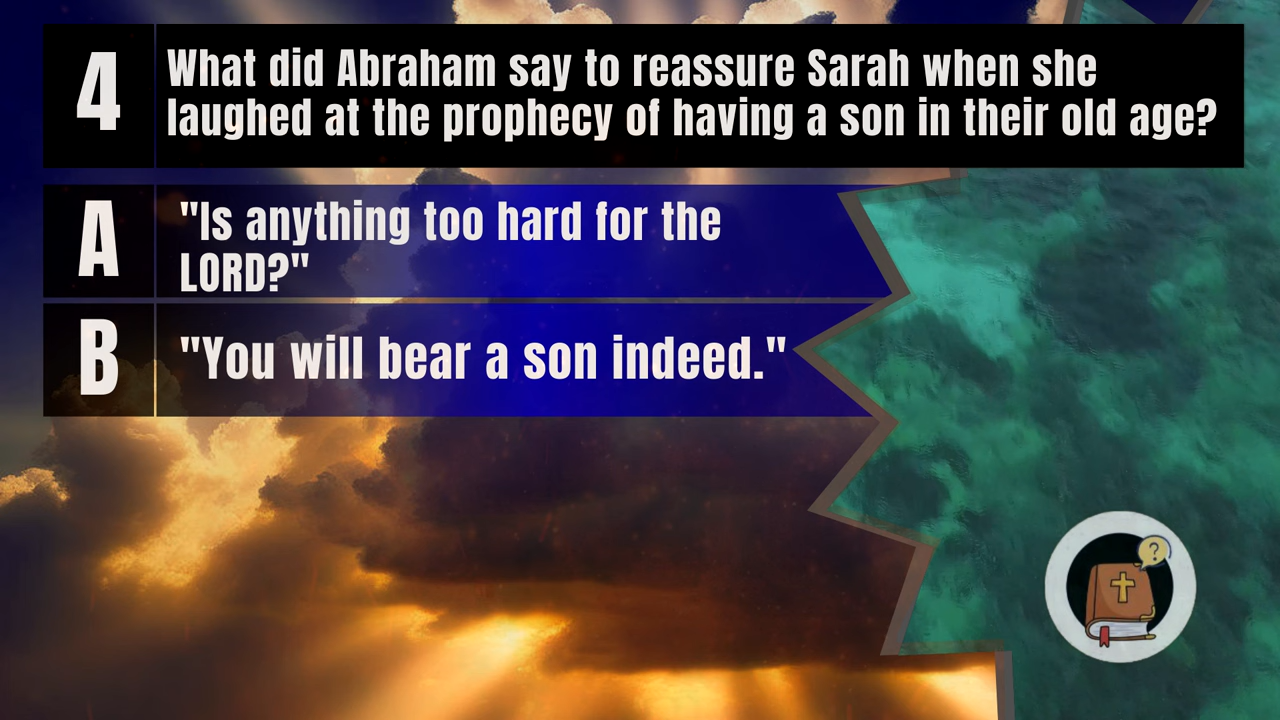 4
What did Abraham say to reassure Sarah when she
laughed at the prophecy of having a son in their old age?
A
"Is anything too hard for the
LORD?"
B
"You will bear a son indeed."
?